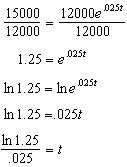 15000/12000 = 12000e^.025t/12000
1.25 = e^.025t
ln 1.25 = ln e^.025t
ln 1.25 = .025t
ln 1.25/.025 = t